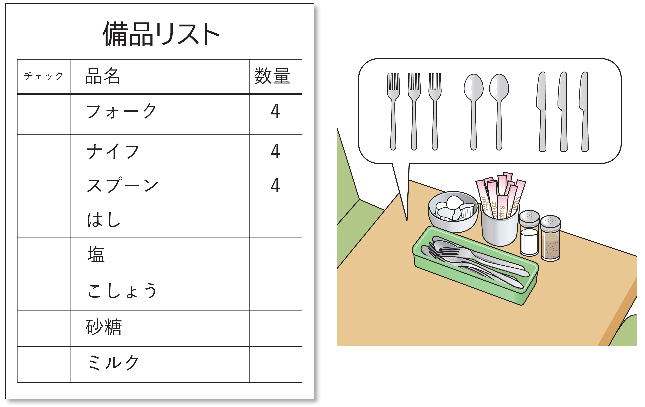 備品リスト
チェック 品名 数量
フォーク 4
ナイフ 4
スプーン 4
はし
塩
こしょう
砂糖
ミルク